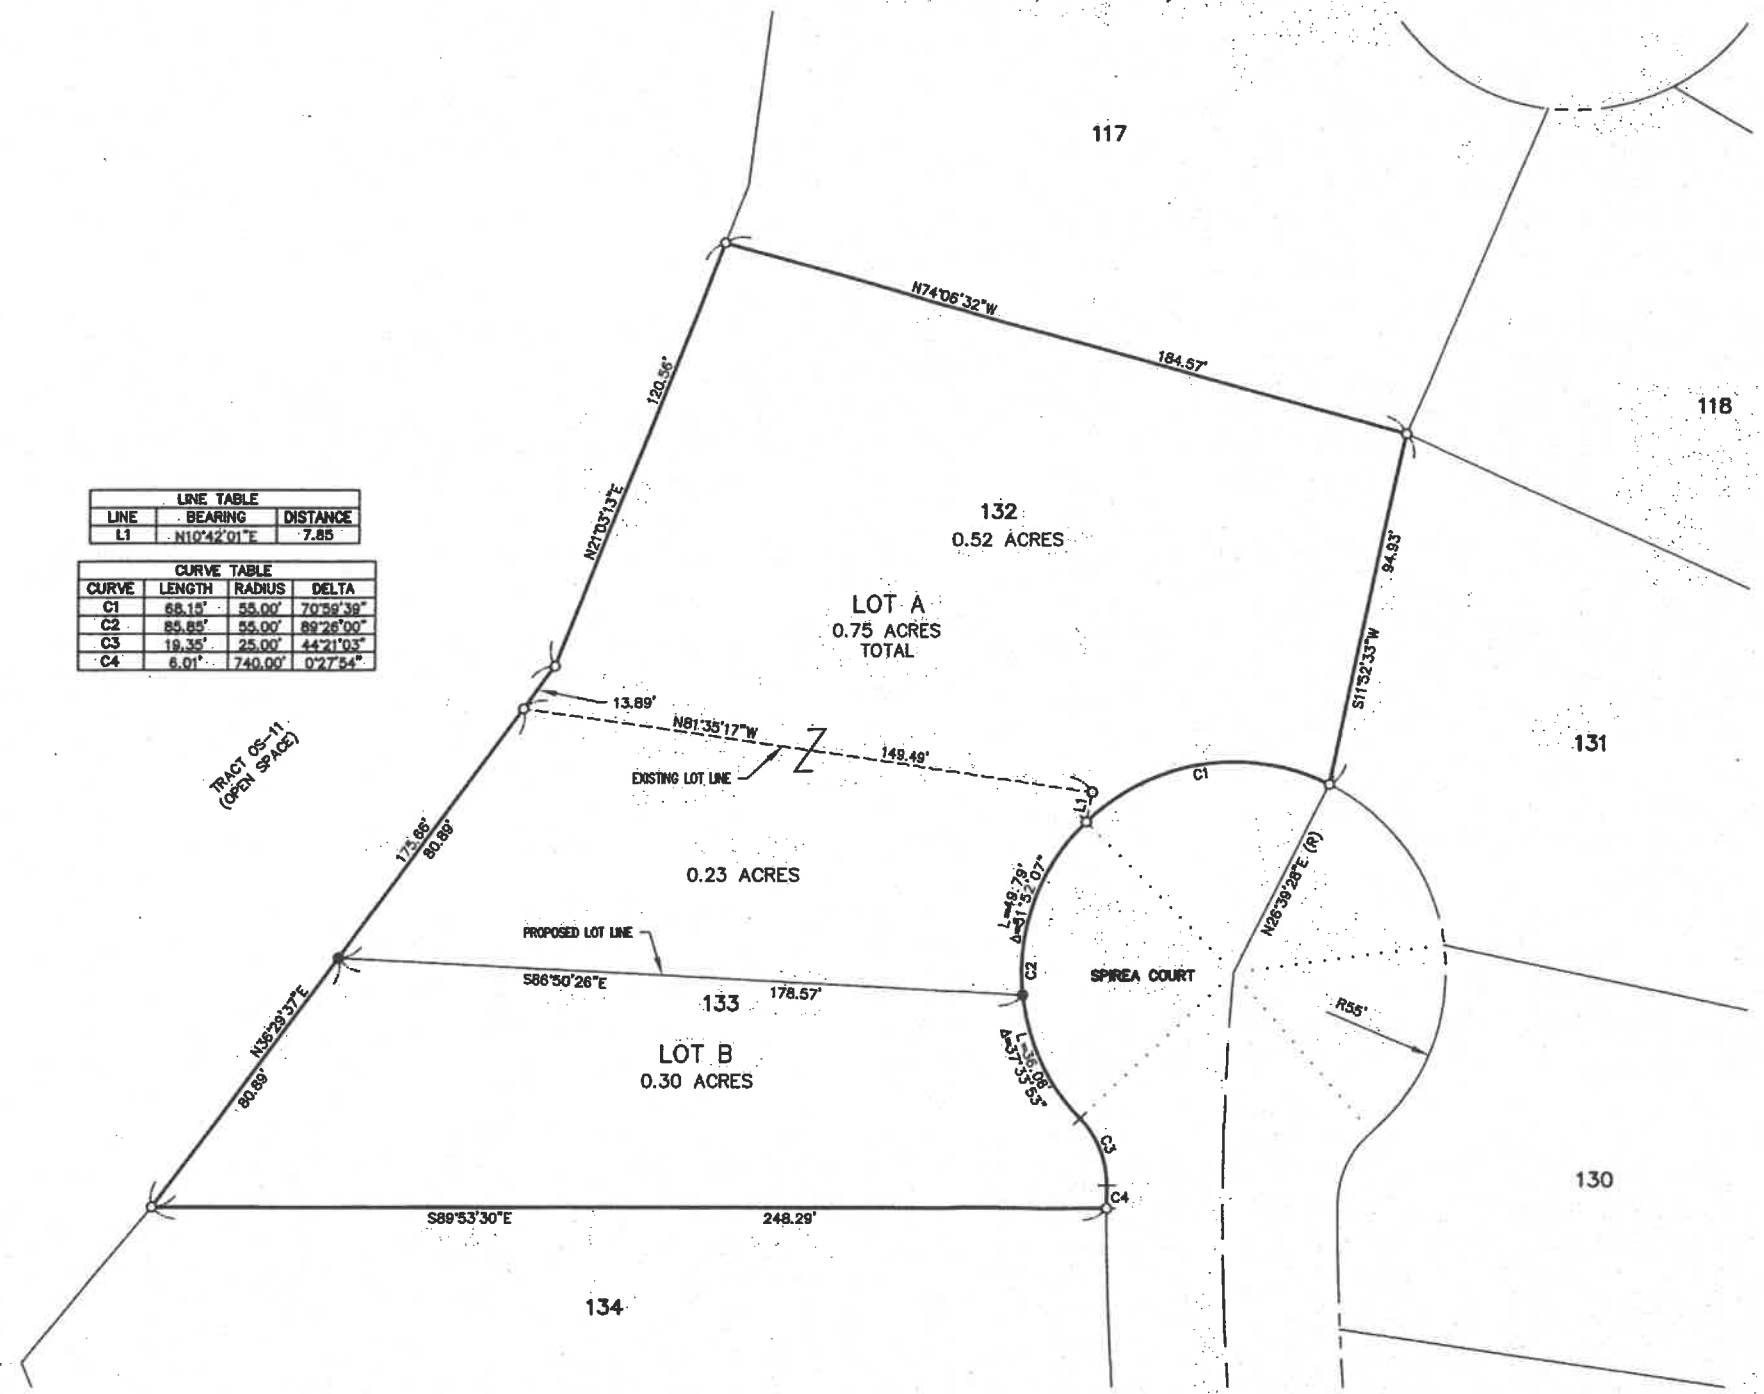 117
N74°06'32"W
184.57'
120.56'
118
N21°03'13"E
LINE TABLE
LINE BEARING DISTANCE
L1 N10°42'01"E 7.85
132
0.52 ACRES
94.93'
CURVE TABLE
CURVE LENGTH RADIUS DELTA
C1 68.15' 55.00' 70°59'39"
C2 85.85' 55.00' 89°26'00"
C3 19.35' 25.00' 44°21'03"
C4 6.01' 740.00' 0°27'54"
LOT A
0.75 ACRES
TOTAL
S11°52'33"W
13.89'
TRACT OS-11
(OPEN SPACE)
N81°35'17"W
149.49'
EXISTING LOT LINE
Z
C1
L1
131
175.66'
80.89'
0.23 ACRES
L=49.79'
Δ=51°52'07"
N26°39'28"E (R)
PROPOSED LOT LINE
S86°50'26"E
178.57'
C2
SPIREA COURT
133
R55'
N36°29'37"E
80.89'
LOT B
0.30 ACRES
L=36.06'
Δ=37°33'53"
C3
C4
130
S89°53'30"E
248.29'
134